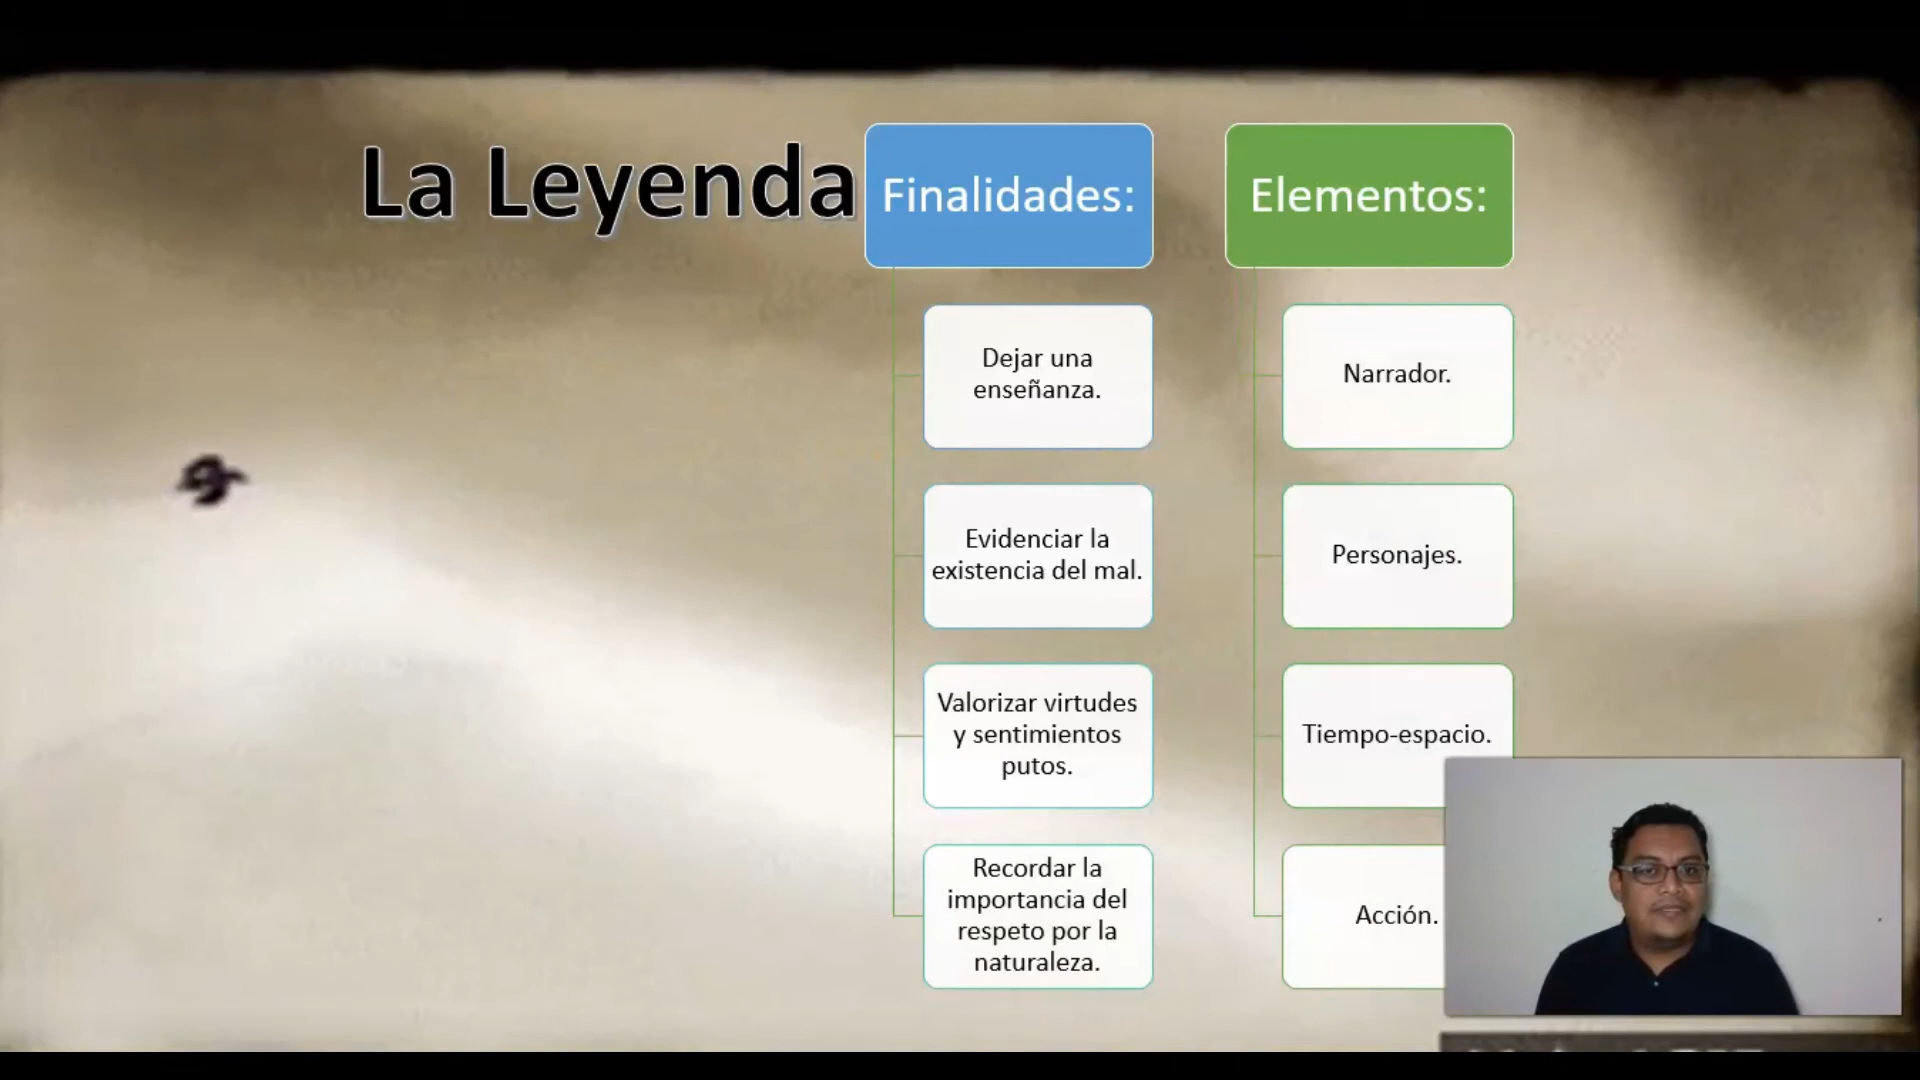 La Leyenda
Finalidades:
Dejar una
enseñanza.
Evidenciar la
existencia del mal.
Valorizar virtudes
y sentimientos
putos.
Recordar la
importancia del
respeto por la
naturaleza.
Elementos:
Narrador.
Personajes.
Tiempo-espacio.
Acción.